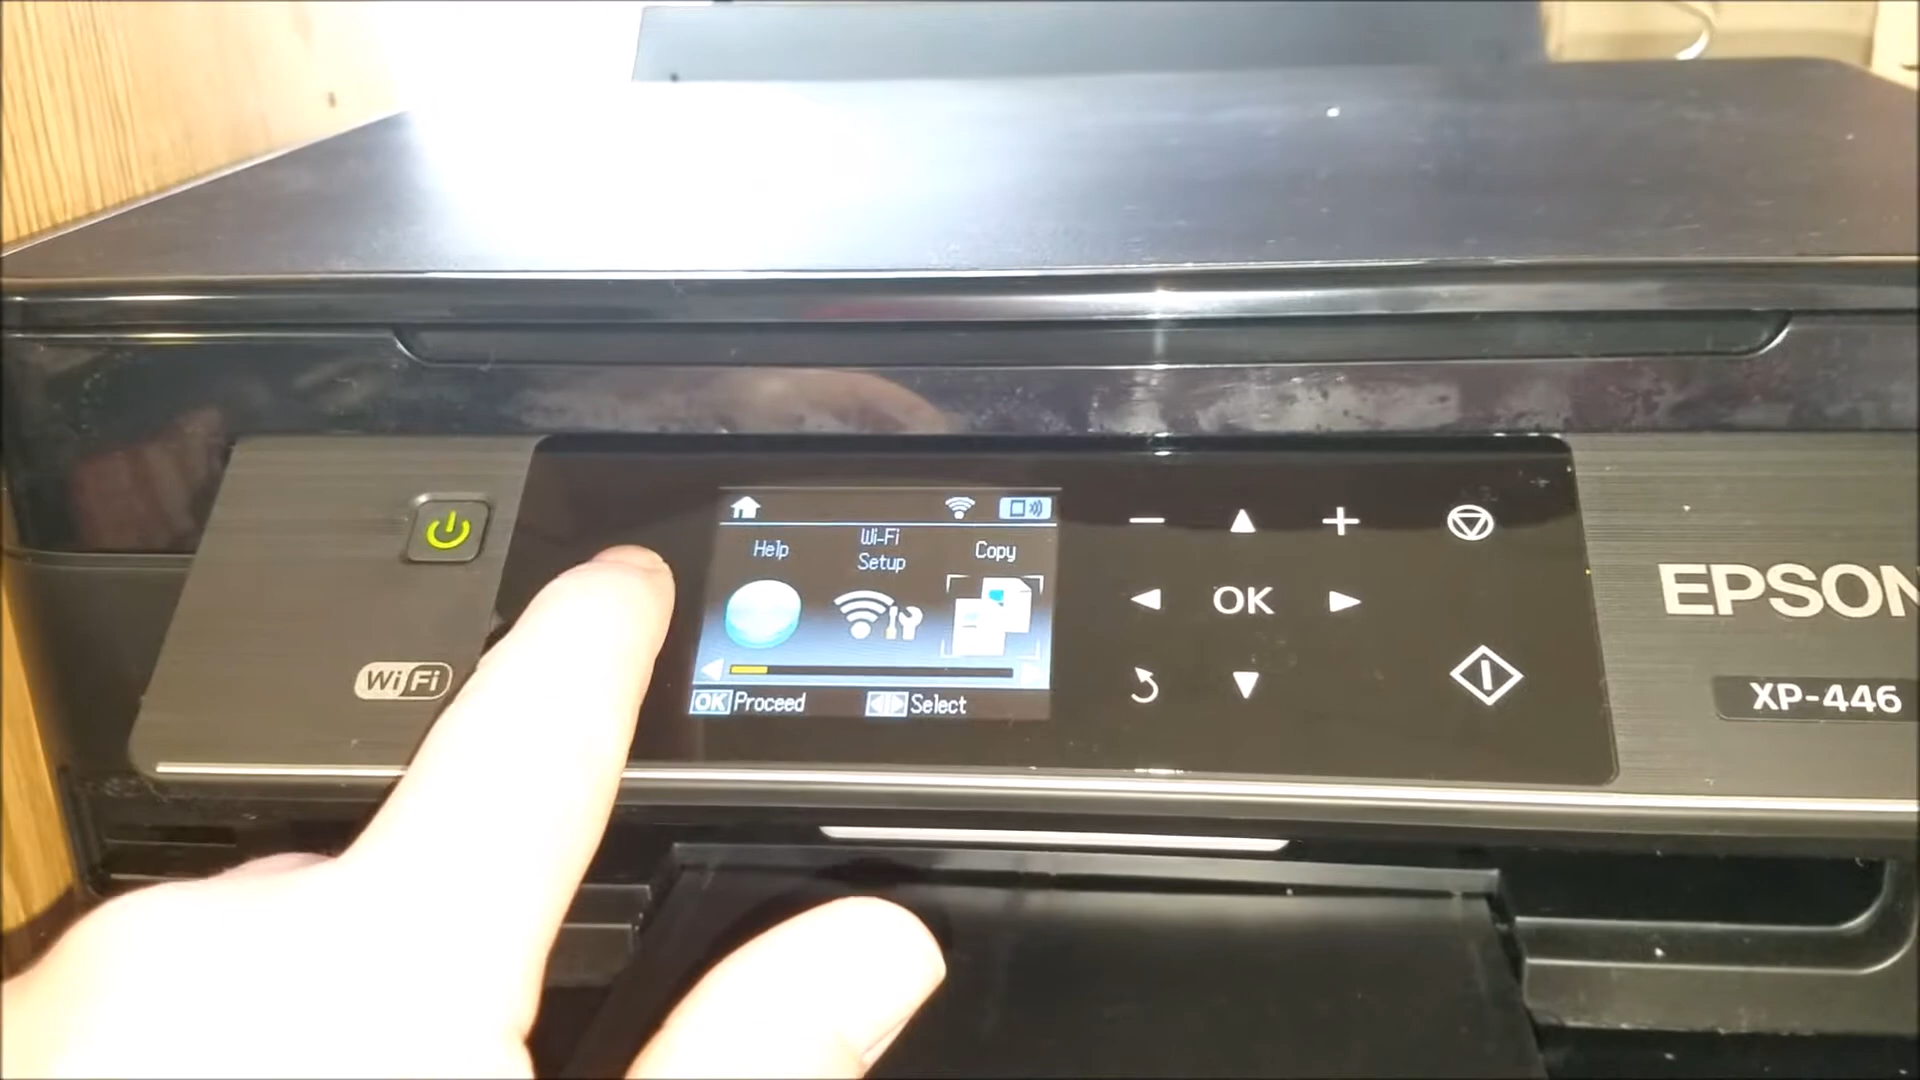 Wi-Fi
Help
Setup
Copy
OK Proceed
Select
OK
EPSON
XP-446
Wi Fi